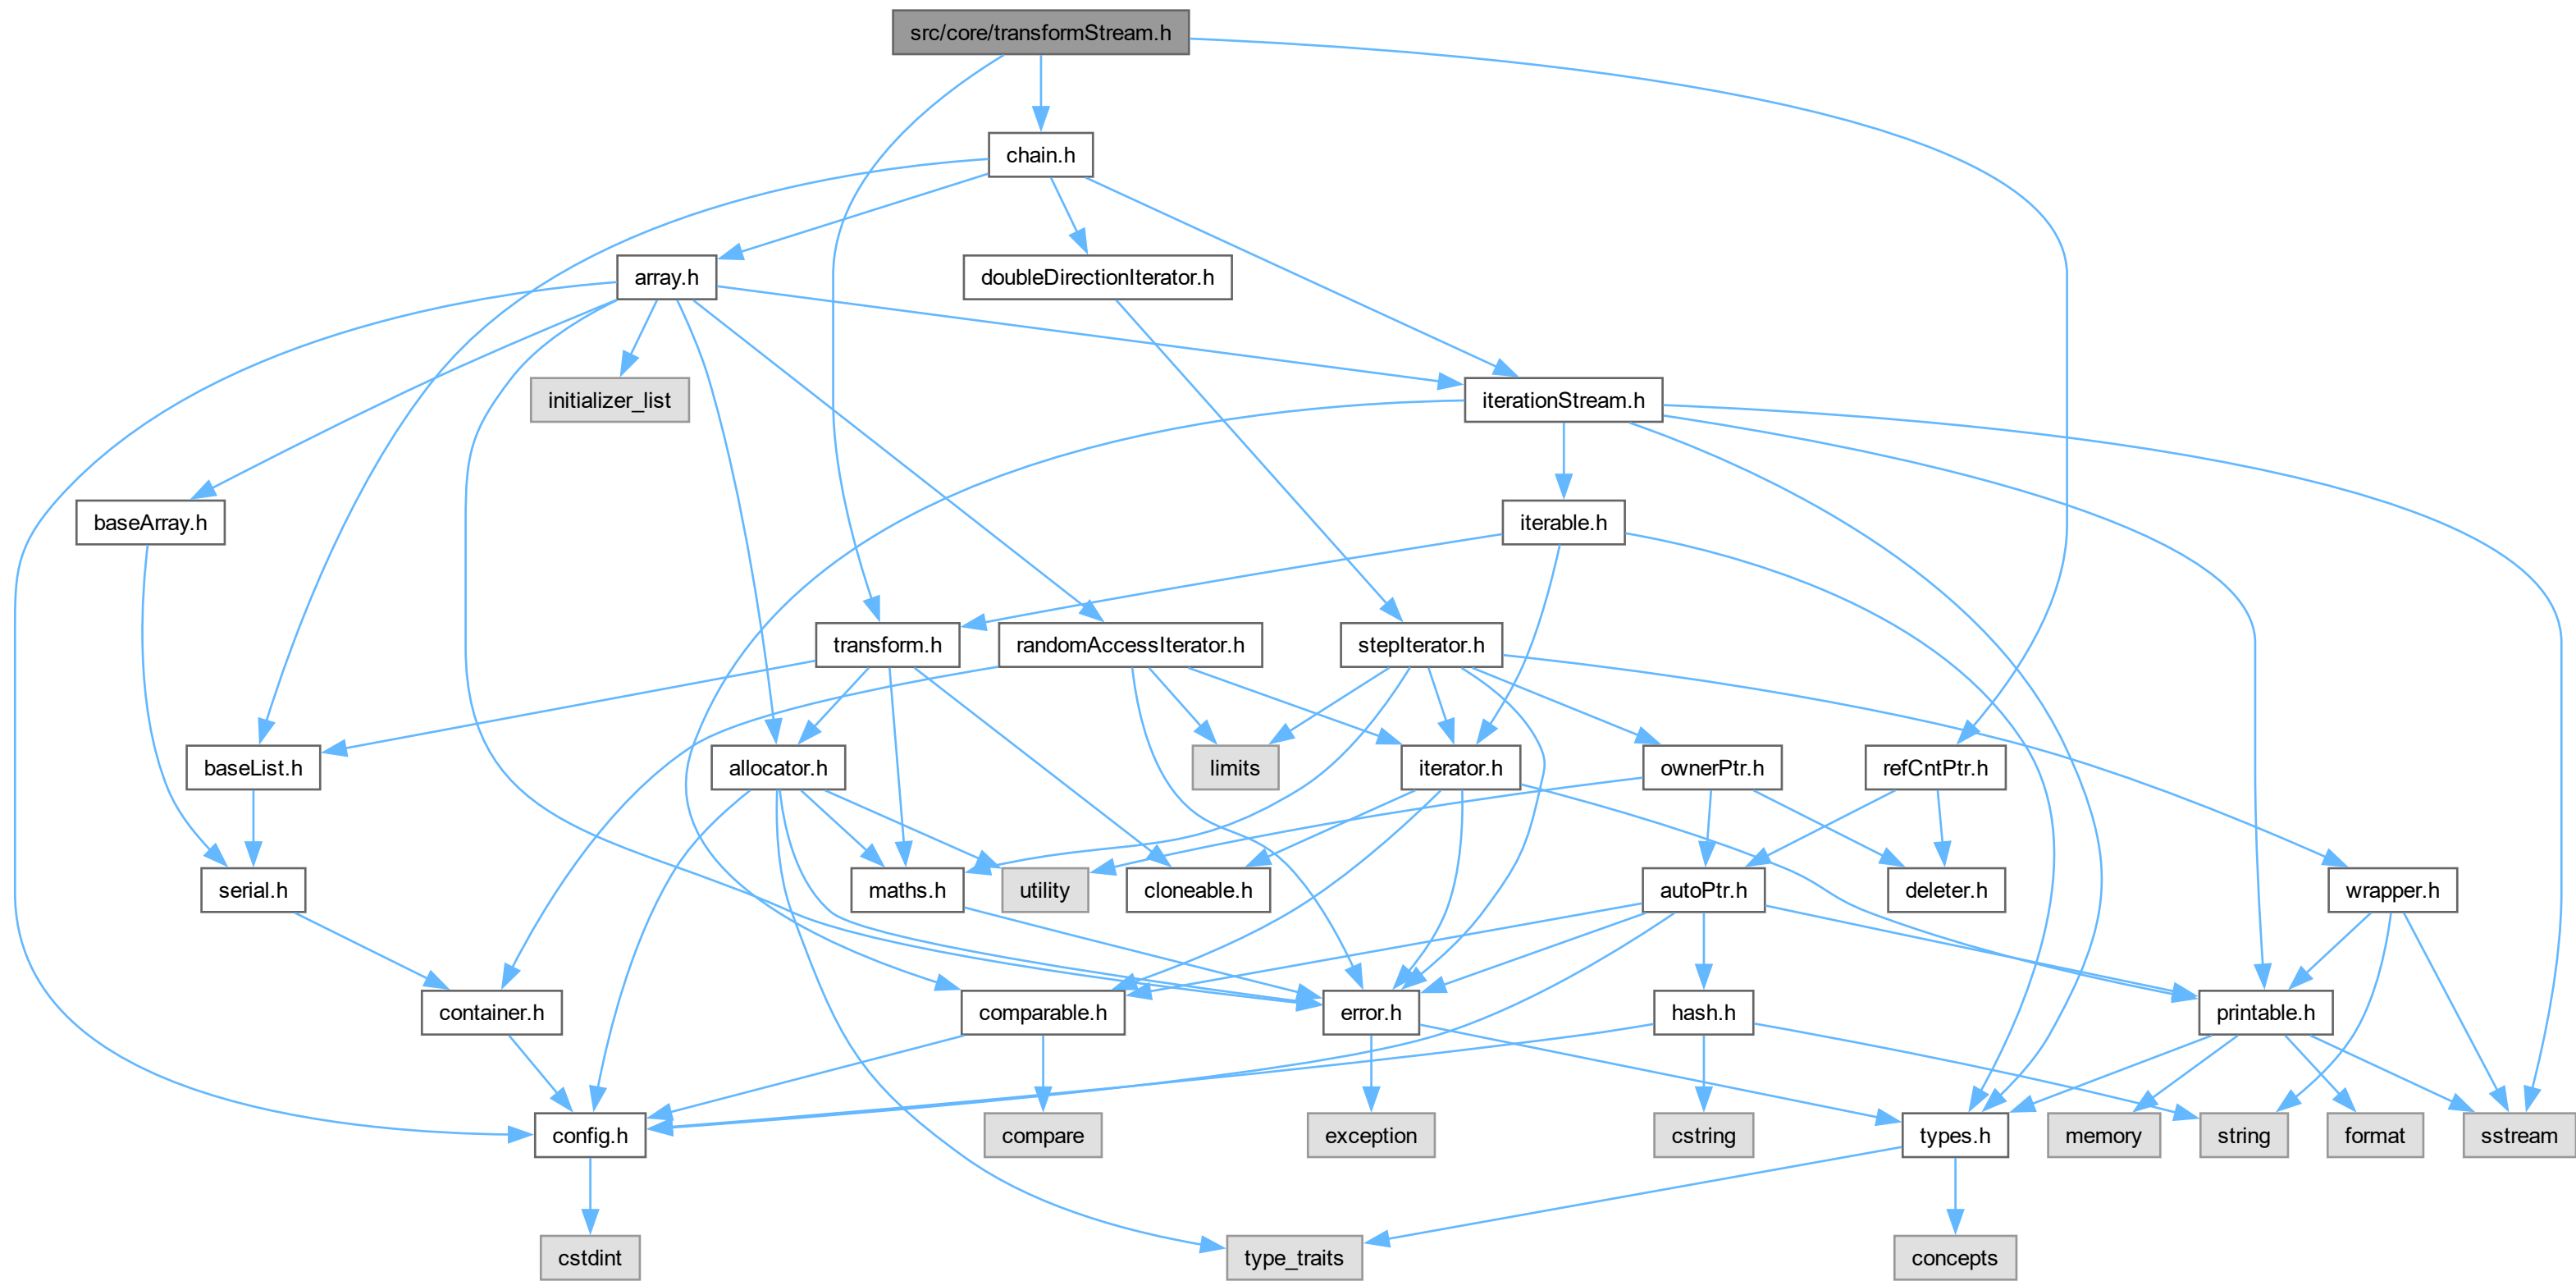 src/core/transformStream.h
chain.h
array.h
doubleDirectionIterator.h
initializer_list
iterationStream.h
baseArray.h
iterable.h
transform.h
randomAccessIterator.h
stepIterator.h
baseList.h
allocator.h
limits
iterator.h
ownerPtr.h
refCntPtr.h
serial.h
maths.h
utility
cloneable.h
autoPtr.h
deleter.h
wrapper.h
container.h
comparable.h
error.h
hash.h
printable.h
config.h
compare
exception
cstring
types.h
memory
string
format
sstream
cstdint
type_traits
concepts